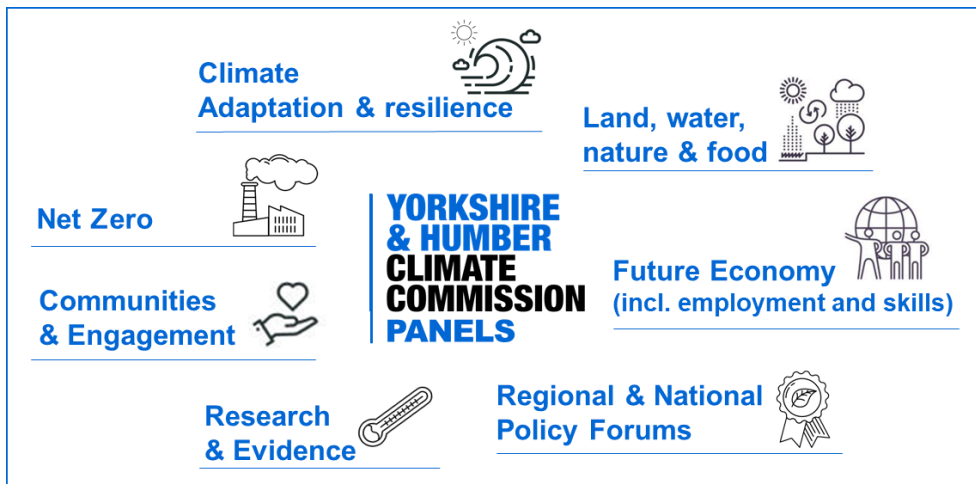 Climate
Adaptation & resilience
Land, water,
nature & food
Net Zero
YORKSHIRE
& HUMBER
CLIMATE
COMMISSION
PANELS
Future Economy
(incl. employment and skills)
Communities
& Engagement
Research
& Evidence
Regional & National
Policy Forums